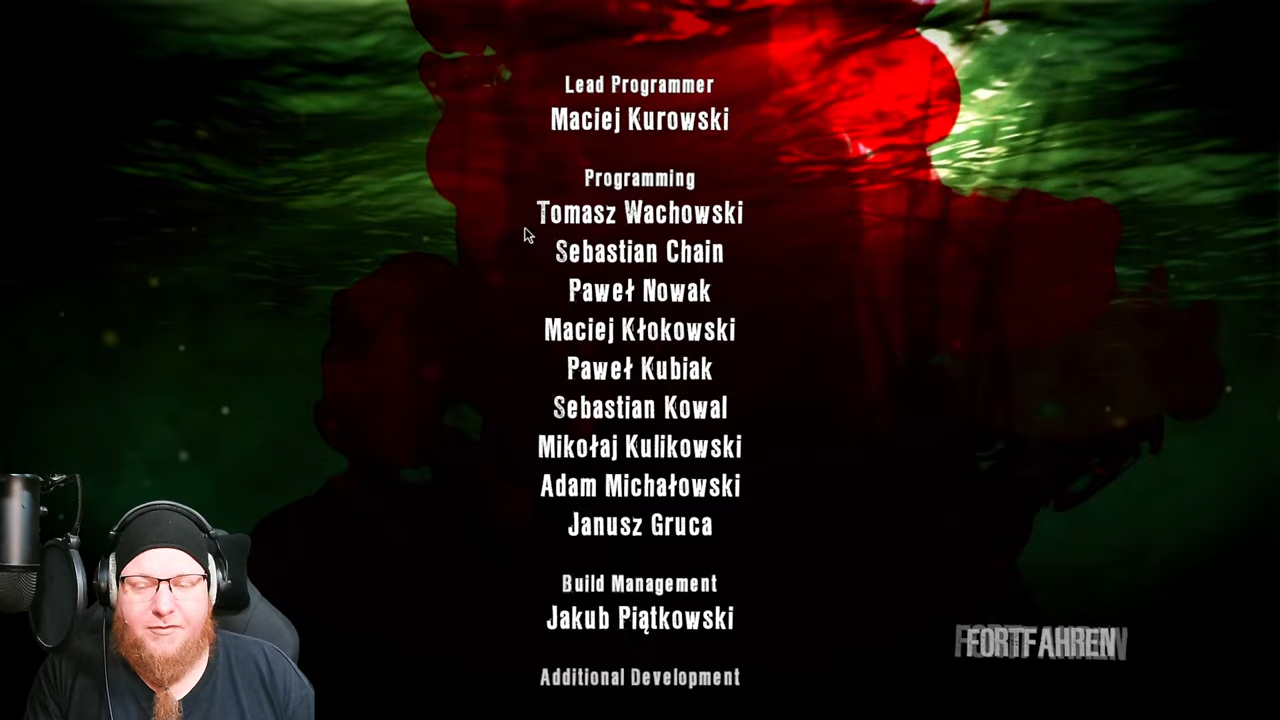 Lead Programmer
Maciej Kurowski
Programming
Tomasz Wachowski
Sebastian Chain
Paweł Nowak
Maciej Kłokowski
Paweł Kubiak
Sebastian Kowal
Mikołaj Kulikowski
Adam Michałowski
Janusz Gruca
Build Management
Jakub Piątkowski
FORTFAHREN
Additional Development